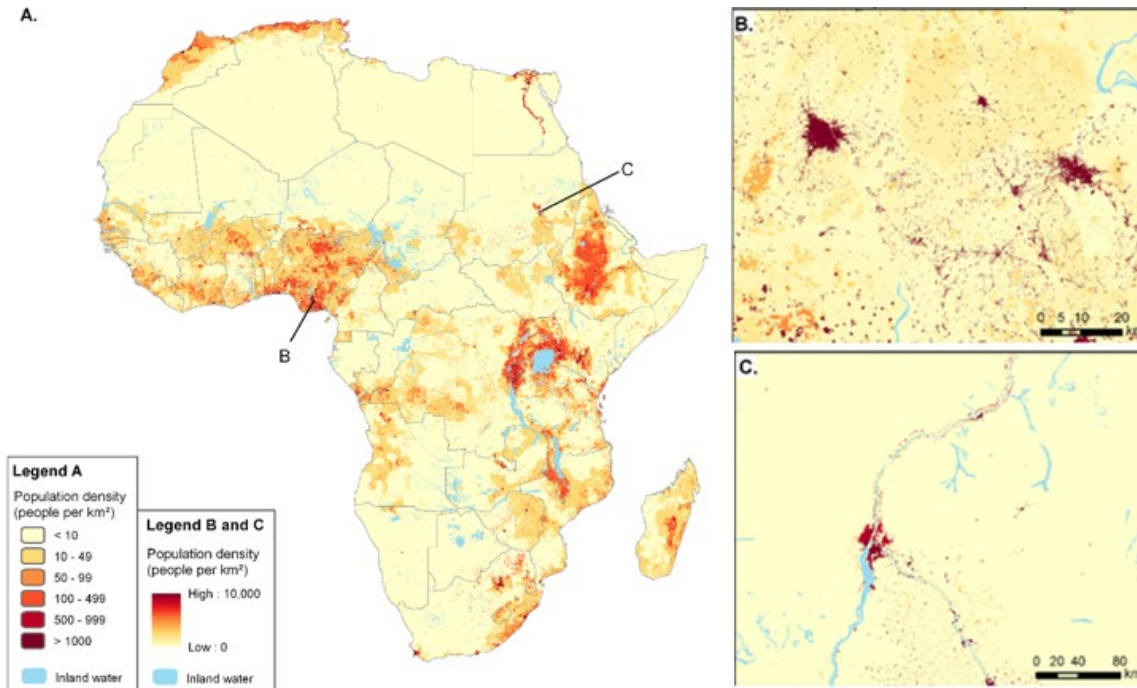 A.
C
B
Legend A
Population density
(people per km²)
< 10
10 - 49
50 - 99
100 - 499
500 - 999
> 1000
Inland water
Legend B and C
Population density
(people per km²)
High : 10,000
Low : 0
Inland water
B.
0 5 10 20
km
C.
0 20 40 80
km